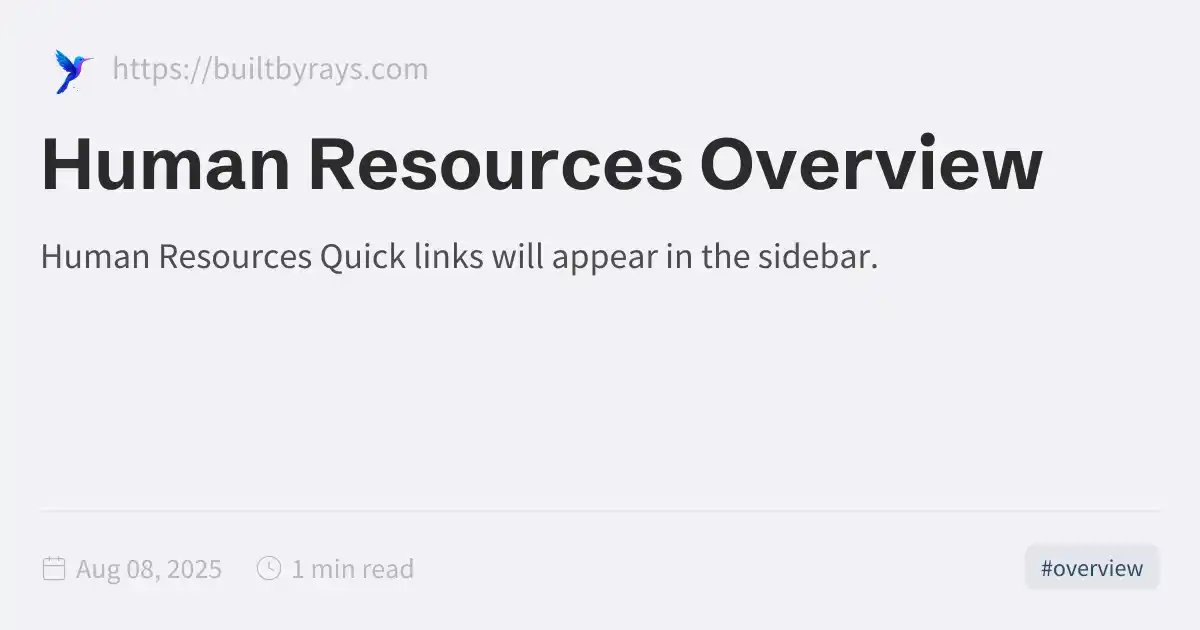 https://builtbyrays.com
Human Resources Overview
Human Resources Quick links will appear in the sidebar.
Aug 08, 2025 1 min read #overview